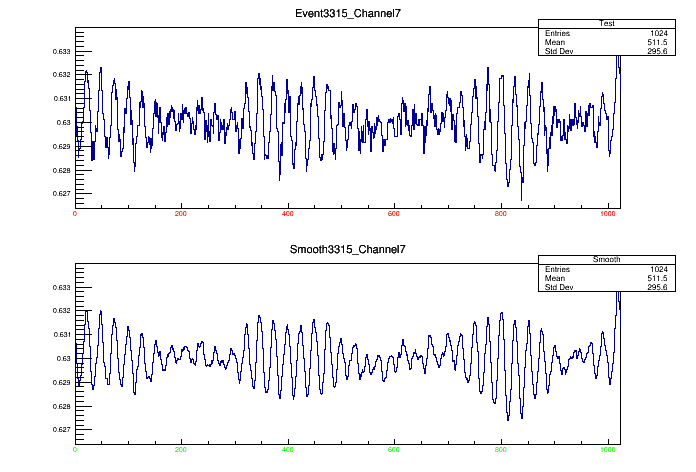 Event3315_Channel7
Test
Entries 1024
Mean 511.5
Std Dev 295.6
0.633
0.632
0.631
0.63
0.629
0.628
0.627
0 200 400 600 800 1000
Smooth3315_Channel7
Smooth
Entries 1024
Mean 511.5
Std Dev 295.6
0.633
0.632
0.631
0.63
0.629
0.628
0.627
0 200 400 600 800 1000